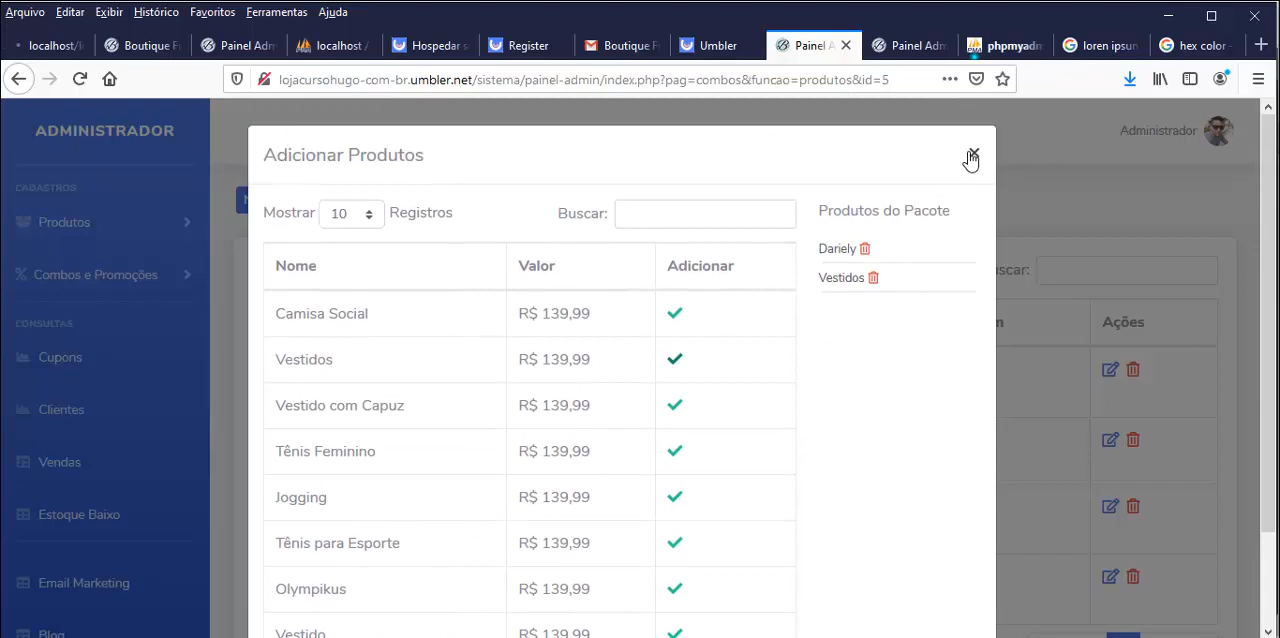 Arquivo Editar Exibir Histórico Favoritos Ferramentas Ajuda
localhost/l Boutique F Painel Adm localhost / Hospedar s Register Boutique F Umbler Painel A Painel Adm phpmyadm loren ipsun hex color -
lojacursohugo-com-br.umbler.net/sistema/painel-admin/index.php?pag=combos&funcao=produtos&id=5
ADMINISTRADOR
Administrador
Adicionar Produtos
CADASTROS
Produtos
Combos e Promoções
CONSULTAS
Cupons
Clientes
Vendas
Estoque Baixo
Email Marketing
Blog
Mostrar 10 Registros
Buscar:
Produtos do Pacote
Dariely
Vestidos
Nome Valor Adicionar
Camisa Social R$ 139,99
Vestidos R$ 139,99
Vestido com Capuz R$ 139,99
Tênis Feminino R$ 139,99
Jogging R$ 139,99
Tênis para Esporte R$ 139,99
Olympikus R$ 139,99
Vestido R$ 139,99
scar:
m Ações